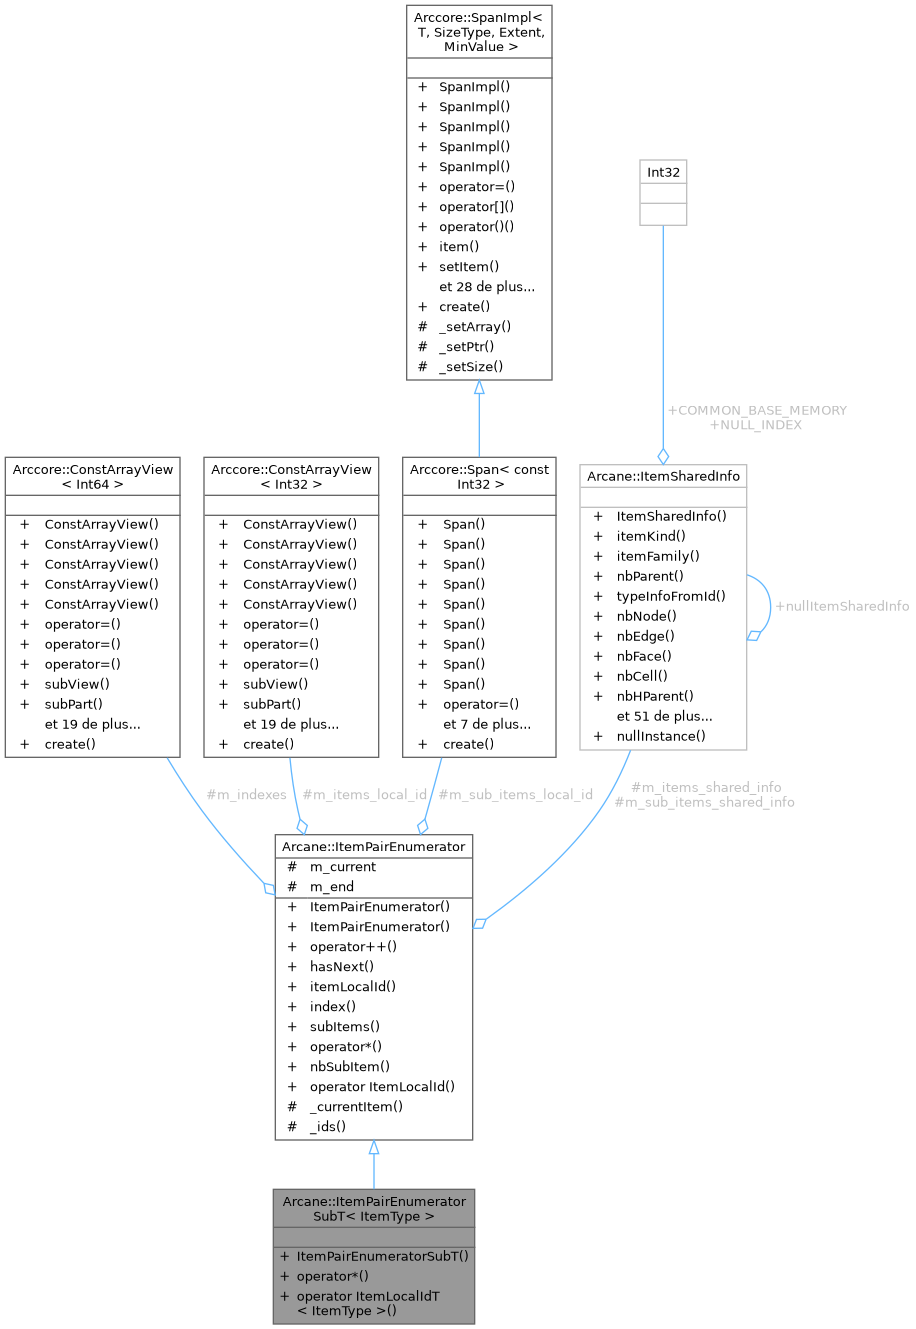 Arccore::SpanImpl<
T, SizeType, Extent,
MinValue >
+ SpanImpl()
+ SpanImpl()
+ SpanImpl()
+ SpanImpl()
+ SpanImpl()
+ operator=()
+ operator[]()
+ operator()()
+ item()
+ setItem()
et 28 de plus...
+ create()
# _setArray()
# _setPtr()
# _setSize()
Int32
+COMMON_BASE_MEMORY
+NULL_INDEX
Arccore::ConstArrayView
< Int64 >
+ ConstArrayView()
+ ConstArrayView()
+ ConstArrayView()
+ ConstArrayView()
+ ConstArrayView()
+ operator=()
+ operator=()
+ operator=()
+ subView()
+ subPart()
et 19 de plus...
+ create()
Arccore::ConstArrayView
< Int32 >
+ ConstArrayView()
+ ConstArrayView()
+ ConstArrayView()
+ ConstArrayView()
+ ConstArrayView()
+ operator=()
+ operator=()
+ operator=()
+ subView()
+ subPart()
et 19 de plus...
+ create()
Arccore::Span< const
Int32 >
+ Span()
+ Span()
+ Span()
+ Span()
+ Span()
+ Span()
+ Span()
+ Span()
+ Span()
+ operator=()
et 7 de plus...
+ create()
Arcane::ItemSharedInfo
+ ItemSharedInfo()
+ itemKind()
+ itemFamily()
+ nbParent()
+ typeInfoFromId()
+ nbNode()
+ nbEdge()
+ nbFace()
+ nbCell()
+ nbHParent()
et 51 de plus...
+ nullInstance()
+nullItemSharedInfo
#m_indexes
#m_items_local_id
#m_sub_items_local_id
#m_items_shared_info
#m_sub_items_shared_info
Arcane::ItemPairEnumerator
# m_current
# m_end
+ ItemPairEnumerator()
+ ItemPairEnumerator()
+ operator++()
+ hasNext()
+ itemLocalId()
+ index()
+ subItems()
+ operator*()
+ nbSubItem()
+ operator ItemLocalId()
# _currentItem()
# _ids()
Arcane::ItemPairEnumerator
SubT< ItemType >
+ ItemPairEnumeratorSubT()
+ operator*()
+ operator ItemLocalIdT
< ItemType >()